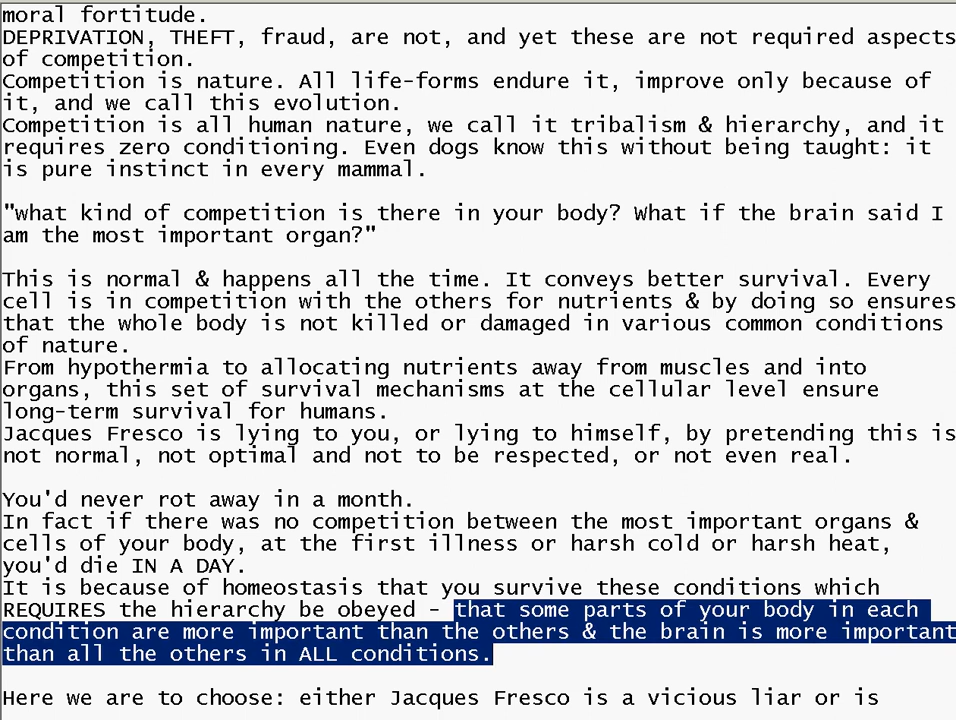 moral fortitude.
DEPRIVATION, THEFT, fraud, are not, and yet these are not required aspects
of competition.
Competition is nature. All life-forms endure it, improve only because of
it, and we call this evolution.
Competition is all human nature, we call it tribalism & hierarchy, and it
requires zero conditioning. Even dogs know this without being taught: it
is pure instinct in every mammal.
"what kind of competition is there in your body? What if the brain said I
am the most important organ?"
This is normal & happens all the time. It conveys better survival. Every
cell is in competition with the others for nutrients & by doing so ensures
that the whole body is not killed or damaged in various common conditions
of nature.
From hypothermia to allocating nutrients away from muscles and into
organs, this set of survival mechanisms at the cellular level ensure
long-term survival for humans.
Jacques Fresco is lying to you, or lying to himself, by pretending this is
not normal, not optimal and not to be respected, or not even real.
You'd never rot away in a month.
In fact if there was no competition between the most important organs &
cells of your body, at the first illness or harsh cold or harsh heat,
you'd die IN A DAY.
It is because of homeostasis that you survive these conditions which
REQUIRES the hierarchy be obeyed - that some parts of your body in each
condition are more important than the others & the brain is more important
than all the others in ALL conditions.
Here we are to choose: either Jacques Fresco is a vicious liar or is